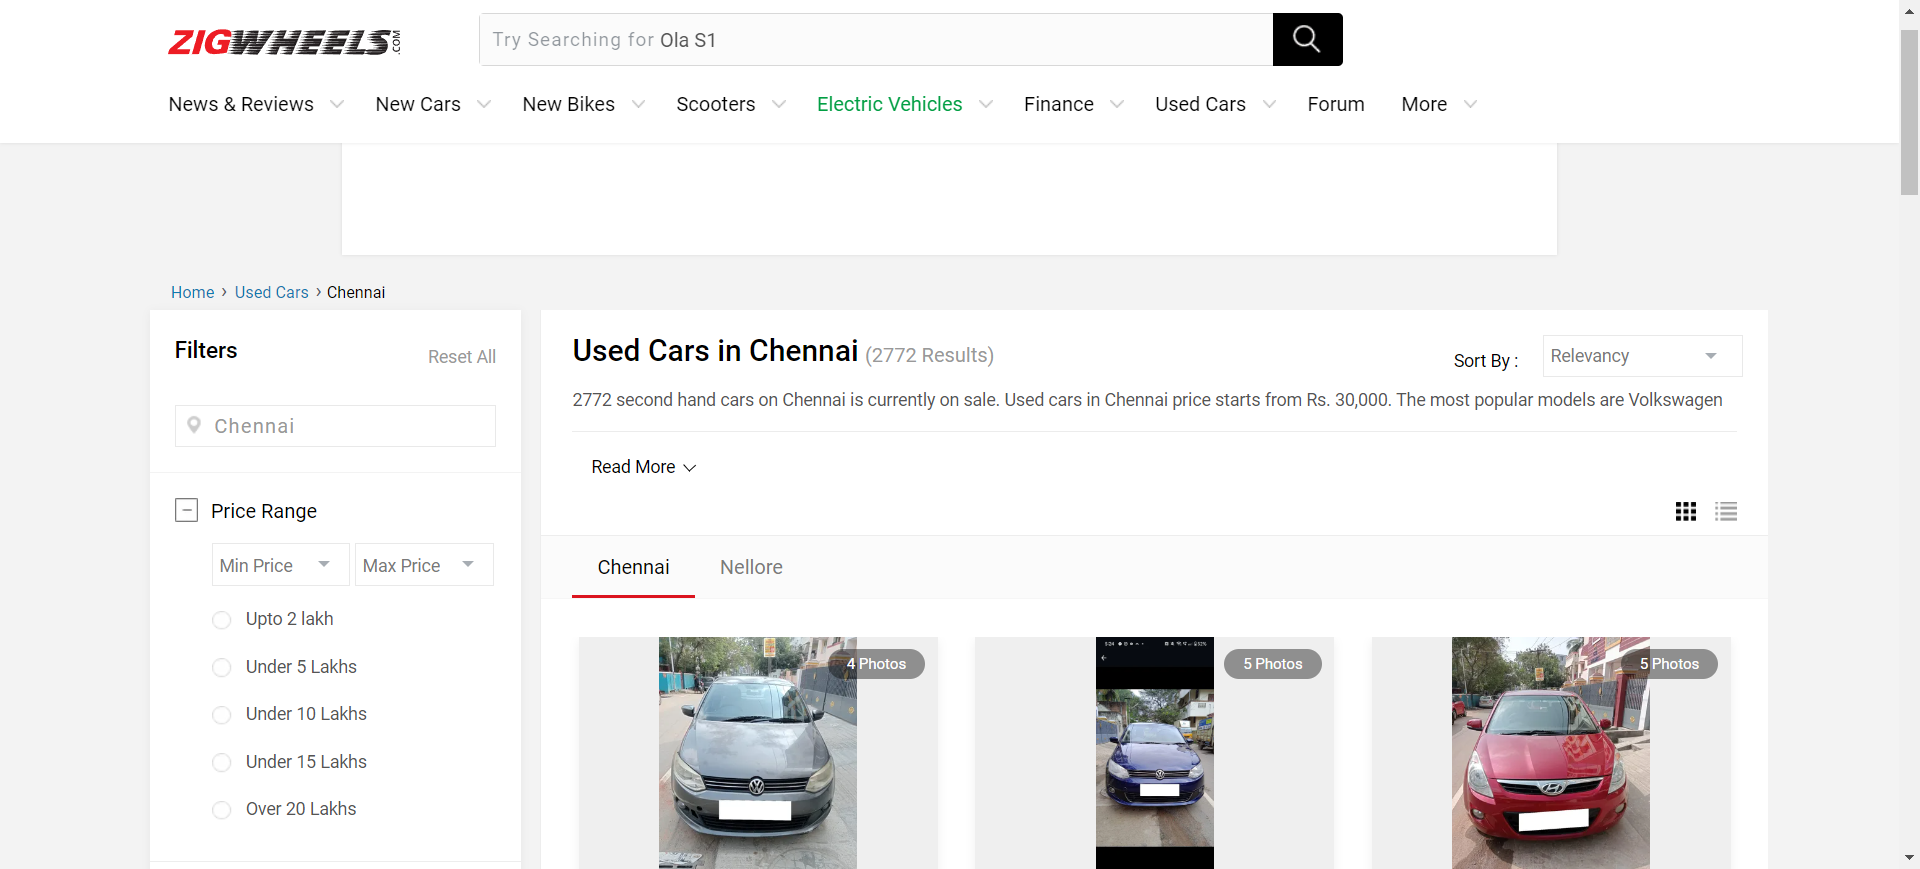 ZIGWHEELS.COM
Try Searching for Ola S1
News & Reviews New Cars New Bikes Scooters Electric Vehicles Finance Used Cars Forum More
Home › Used Cars › Chennai
Filters
Reset All
Chennai
Price Range
Min Price Max Price
Upto 2 lakh
Under 5 Lakhs
Under 10 Lakhs
Under 15 Lakhs
Over 20 Lakhs
Used Cars in Chennai (2772 Results)
Sort By : Relevancy
2772 second hand cars on Chennai is currently on sale. Used cars in Chennai price starts from Rs. 30,000. The most popular models are Volkswagen
Read More
Chennai Nellore
4 Photos
5 Photos
5 Photos